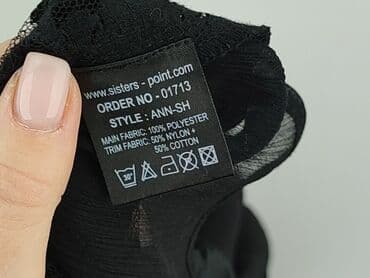 www.sisters - point.com
ORDER NO - 01713
STYLE : ANN-SH
MAIN FABRIC: 100% POLYESTER
TRIM FABRIC: 50% NYLON +
50% COTTON
30°